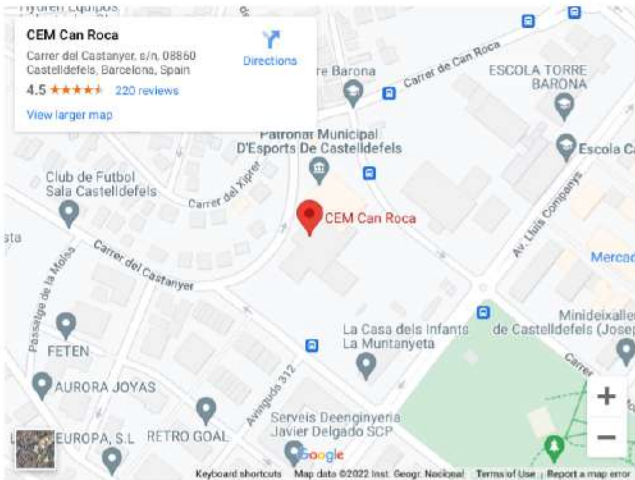 CEM Can Roca
Carrer del Castanyer, s/n, 08860
Castelldefels, Barcelona, Spain
4.5
220 reviews
Directions
View larger map
re Barona
Carrer de Can Roca
ESCOLA TORRE
BARONA
Patronat Municipal
D'Esports De Castelldefels
Escola Ca
Club de Futbol
Sala Castelldefels
Carrer del Xiprer
CEM Can Roca
Av. Lluís Companys
sta
Carrer del Castanyer
Mercad
Passatge de la Molsa
Minideixaller
de Castelldefels (Josep
La Casa dels Infants
La Muntanyeta
FETEN
Carrer
Avinguda 312
AURORA JOYAS
EUROPA, S.L
RETRO GOAL
Serveis Deenginyeria
Javier Delgado SCP
+
−
Google
Keyboard shortcuts
Map data ©2022 Inst. Geogr. Nacional
Terms of Use
Report a map error